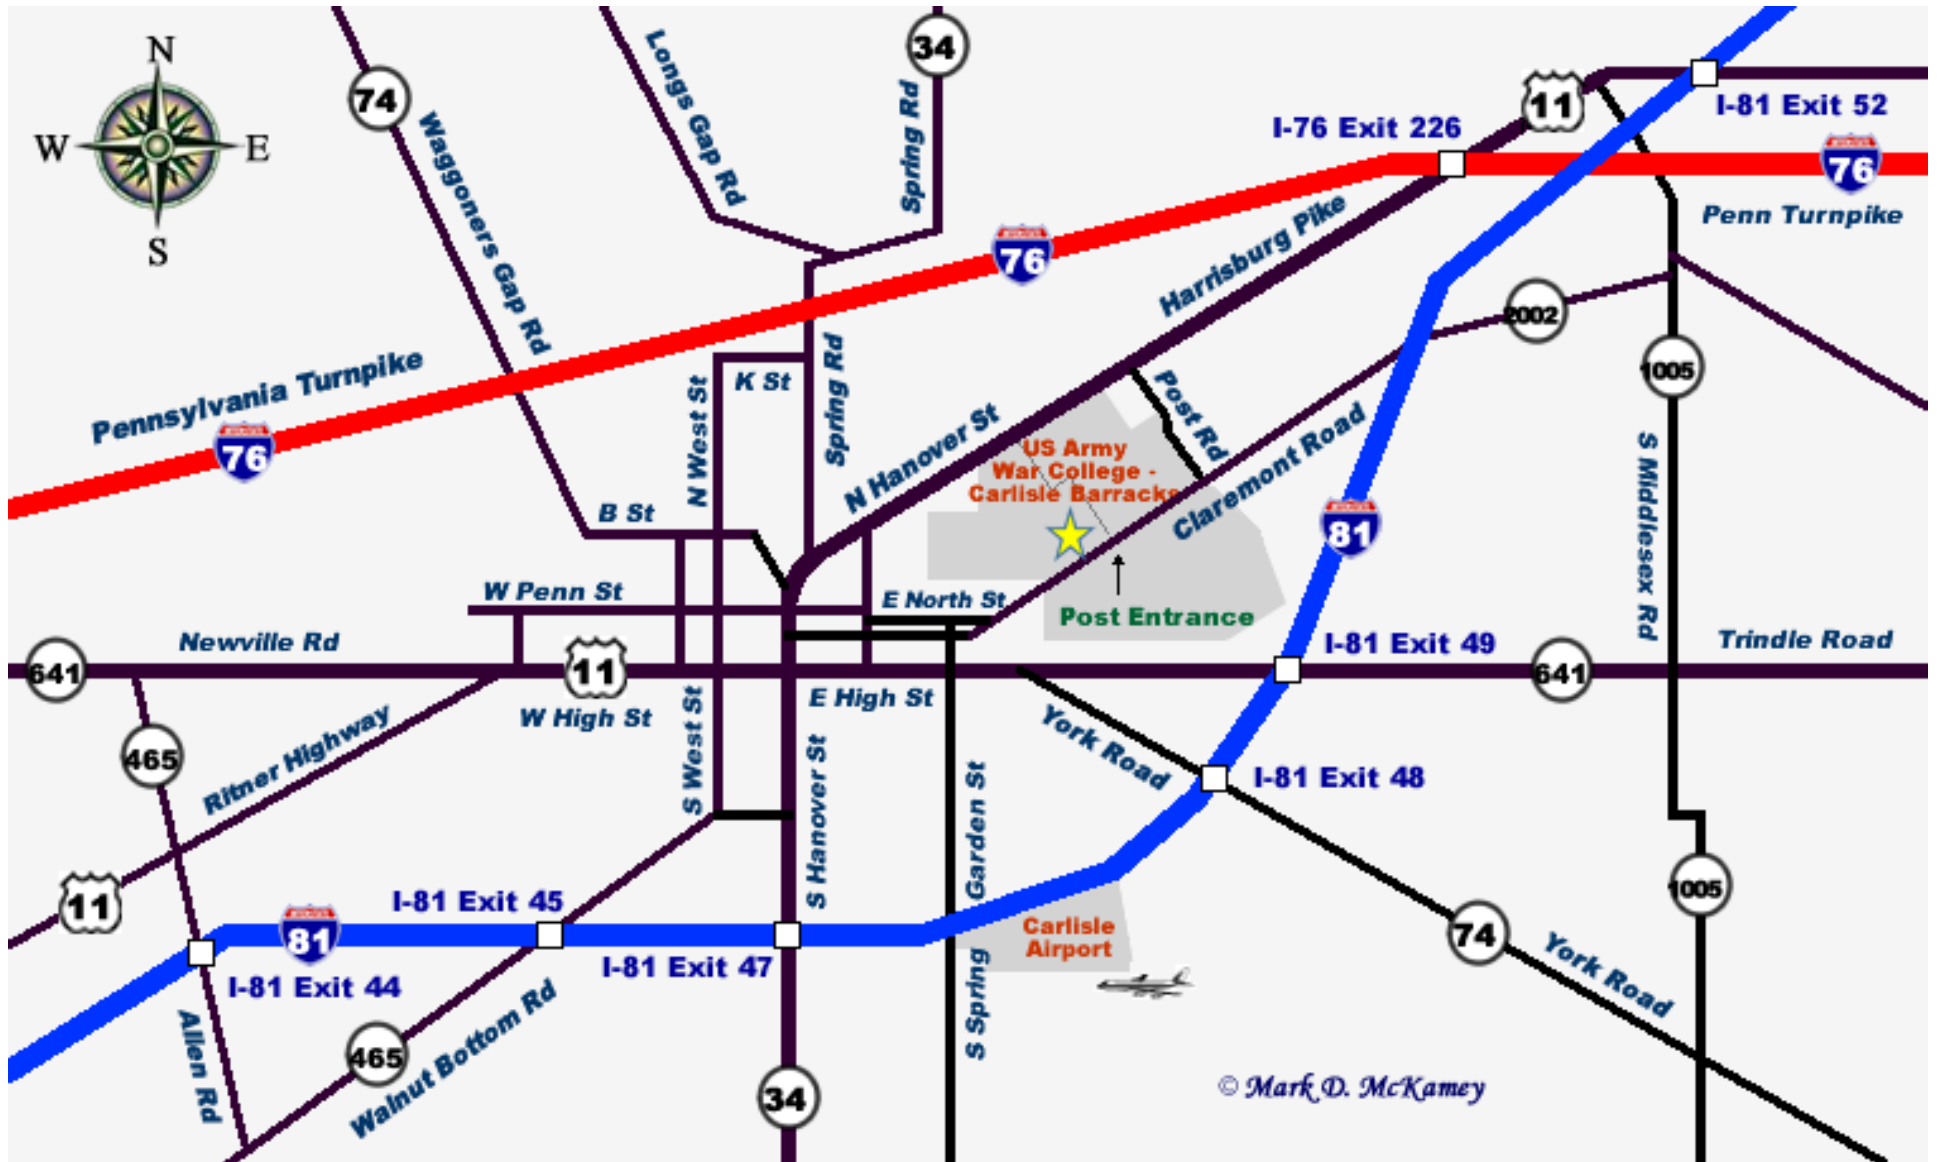 N
W
E
S
74
Waggoners Gap Rd
Longs Gap Rd
34
Spring Rd
I-76 Exit 226
11
I-81 Exit 52
76
Penn Turnpike
76
Harrisburg Pike
2002
1005
Pennsylvania Turnpike
76
K St
N West St
Spring Rd
N Hanover St
Post Rd
US Army
War College -
Carlisle Barracks
Claremont Road
81
S Middlesex Rd
B St
W Penn St
E North St
Post Entrance
Newville Rd
641
11
I-81 Exit 49
641
Trindle Road
W High St
E High St
465
Ritner Highway
S West St
S Hanover St
York Road
I-81 Exit 48
S Spring Garden St
11
I-81 Exit 45
81
I-81 Exit 44
I-81 Exit 47
Carlisle
Airport
1005
74
York Road
Allen Rd
465
Walnut Bottom Rd
34
© Mark D. McKamey